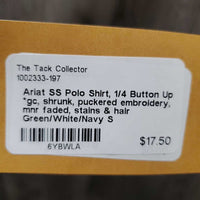 The Tack Collector
1002333-197
Ariat SS Polo Shirt, 1/4 Button Up
*gc, shrunk, puckered embroidery,
mnr faded, stains & hair
Green/White/Navy S
$17.50
6YBWLA